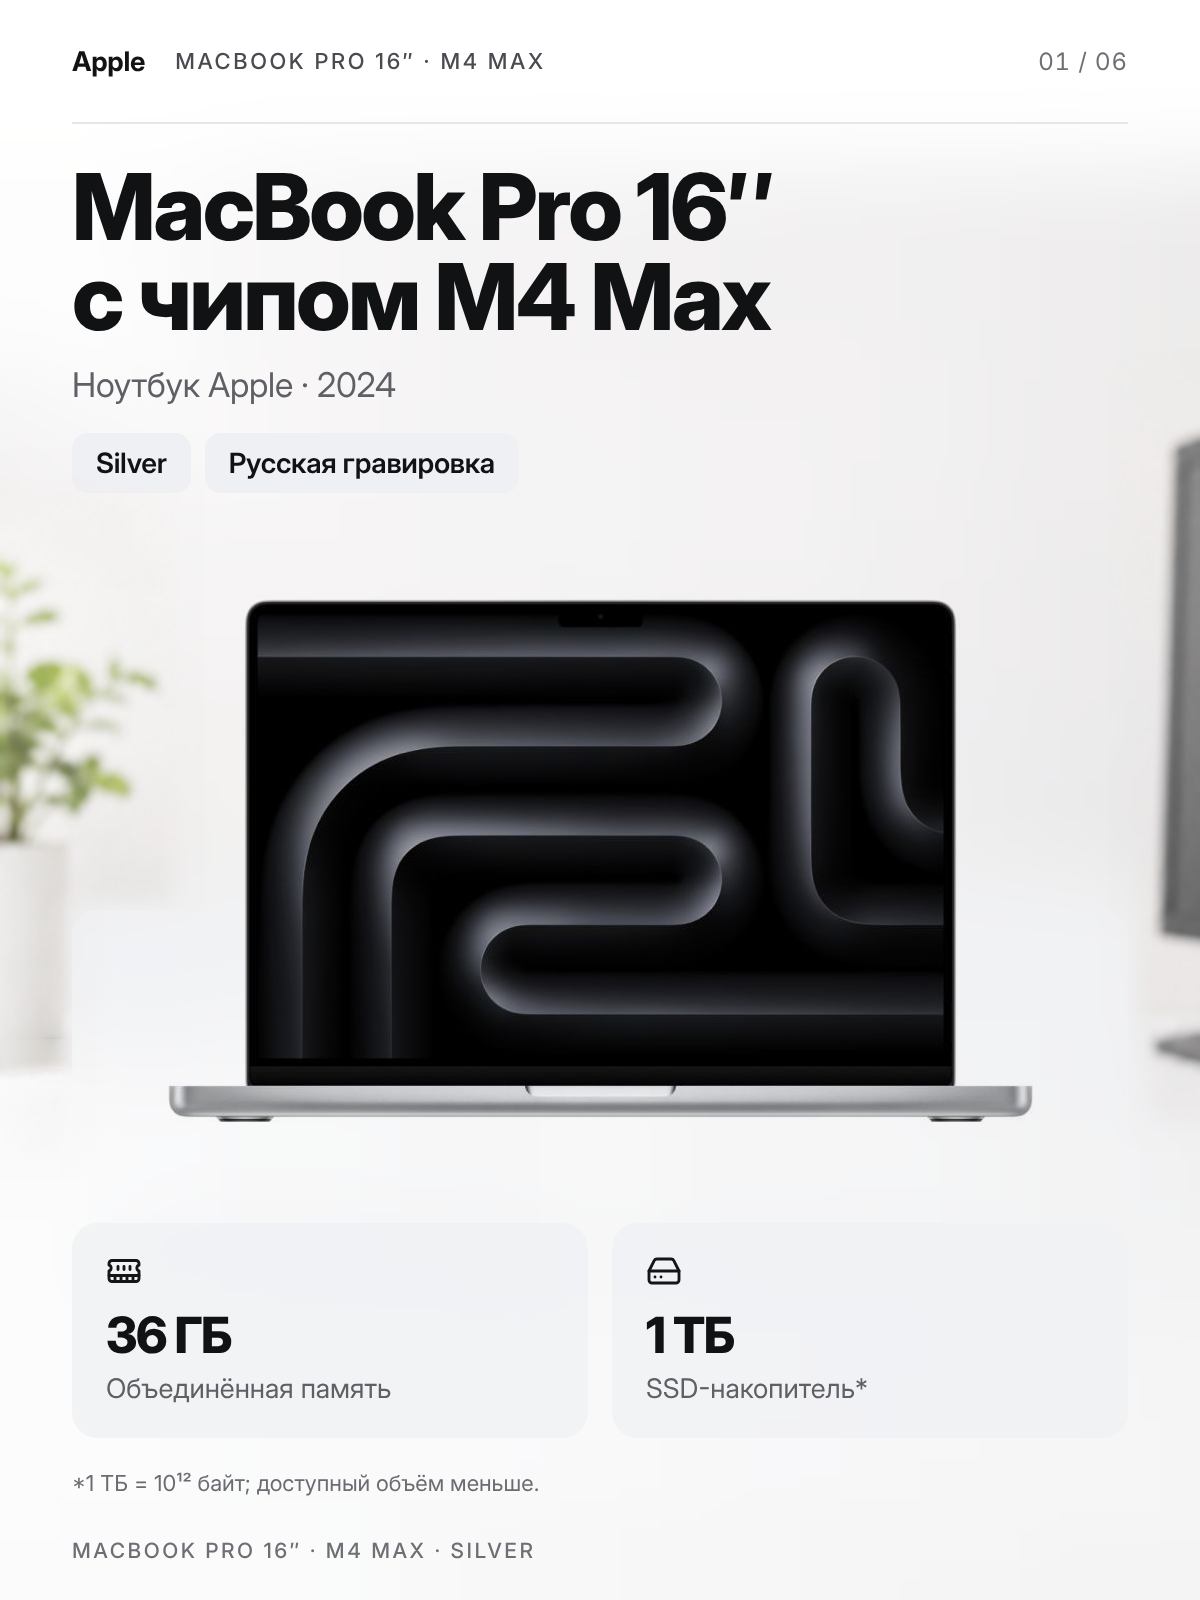 Apple MACBOOK PRO 16″ · M4 MAX 01 / 06
MacBook Pro 16″
с чипом M4 Max
Ноутбук Apple · 2024
Silver Русская гравировка
36 ГБ
Объединённая память
1 ТБ
SSD-накопитель*
*1 ТБ = 10¹² байт; доступный объём меньше.
MACBOOK PRO 16″ · M4 MAX · SILVER